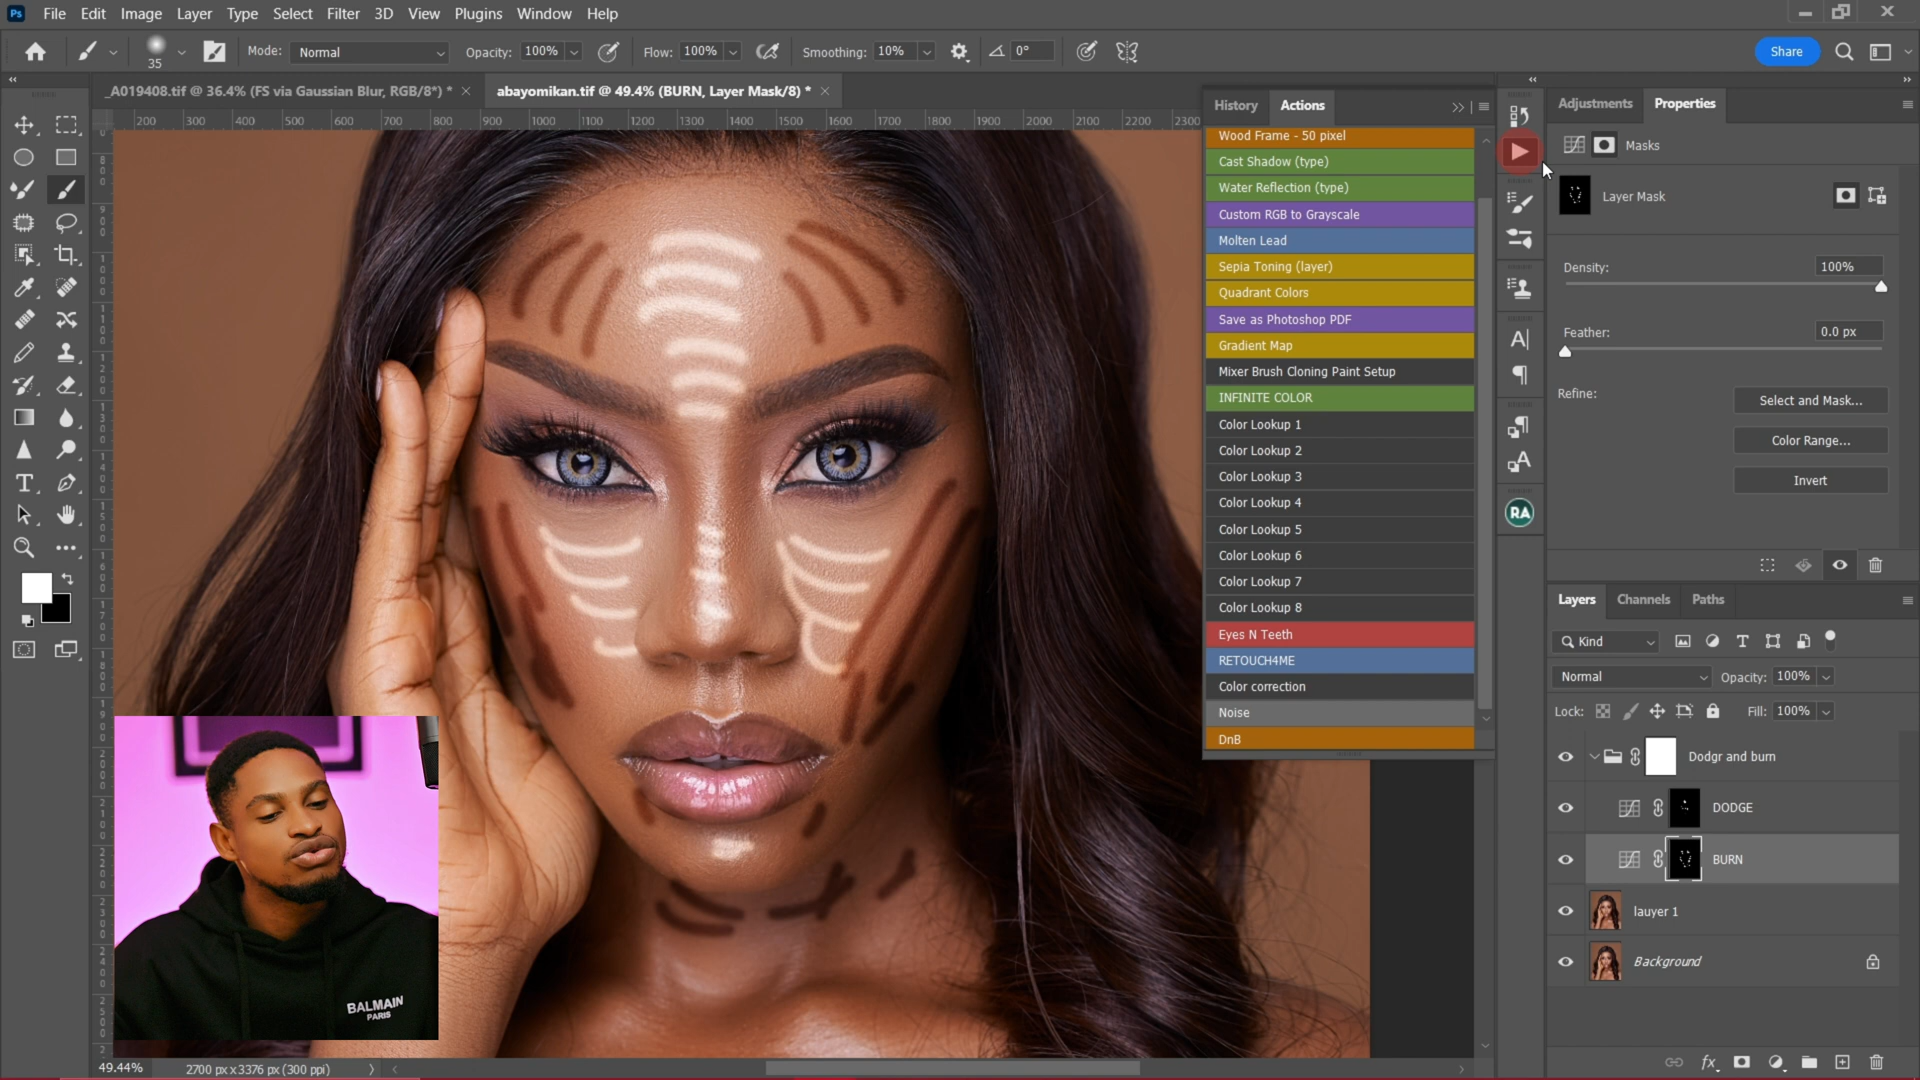 Ps File Edit Image Layer Type Select Filter 3D View Plugins Window Help
35 Mode: Normal Opacity: 100% Flow: 100% Smoothing: 10% 0° Share
_A019408.tif @ 36.4% (FS via Gaussian Blur, RGB/8*) * abayomikan.tif @ 49.4% (BURN, Layer Mask/8) *
200 300 400 500 600 700 800 900 1000 1100 1200 1300 1400 1500 1600 1700 1800 1900 2000 2100 2200 2300
History Actions
Wood Frame - 50 pixel
Cast Shadow (type)
Water Reflection (type)
Custom RGB to Grayscale
Molten Lead
Sepia Toning (layer)
Quadrant Colors
Save as Photoshop PDF
Gradient Map
Mixer Brush Cloning Paint Setup
INFINITE COLOR
Color Lookup 1
Color Lookup 2
Color Lookup 3
Color Lookup 4
Color Lookup 5
Color Lookup 6
Color Lookup 7
Color Lookup 8
Eyes N Teeth
RETOUCH4ME
Color correction
Noise
DnB
RA
Adjustments Properties
Masks
Layer Mask
Density: 100%
Feather: 0.0 px
Refine: Select and Mask...
Color Range...
Invert
Layers Channels Paths
Kind
Normal Opacity: 100%
Lock: Fill: 100%
Dodgr and burn
DODGE
BURN
lauyer 1
Background
BALMAIN
PARIS
49.44% 2700 px x 3376 px (300 ppi)